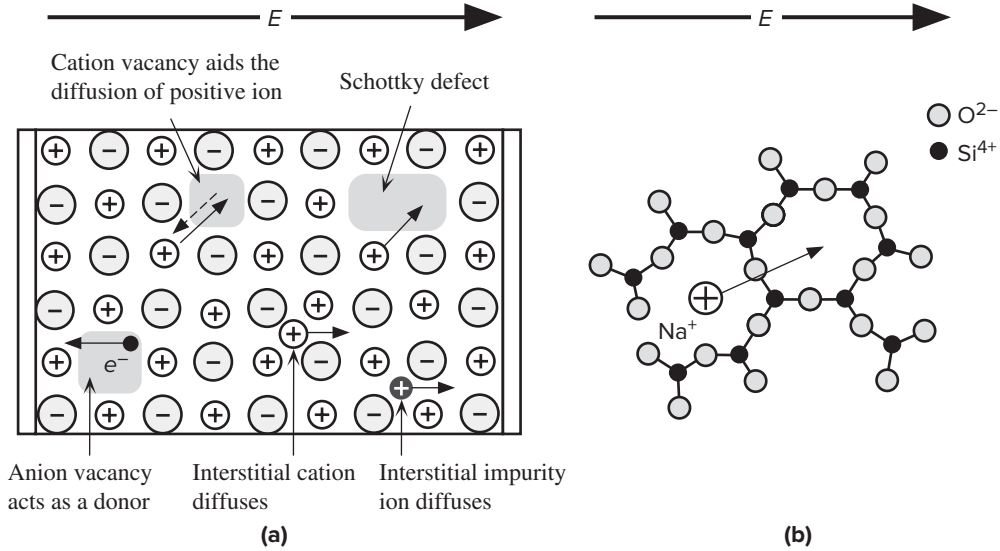 E
E
Cation vacancy aids the
diffusion of positive ion
Schottky defect
O2–
Si4+
e–
Na+
Anion vacancy
acts as a donor
Interstitial cation
diffuses
Interstitial impurity
ion diffuses
(a)
(b)